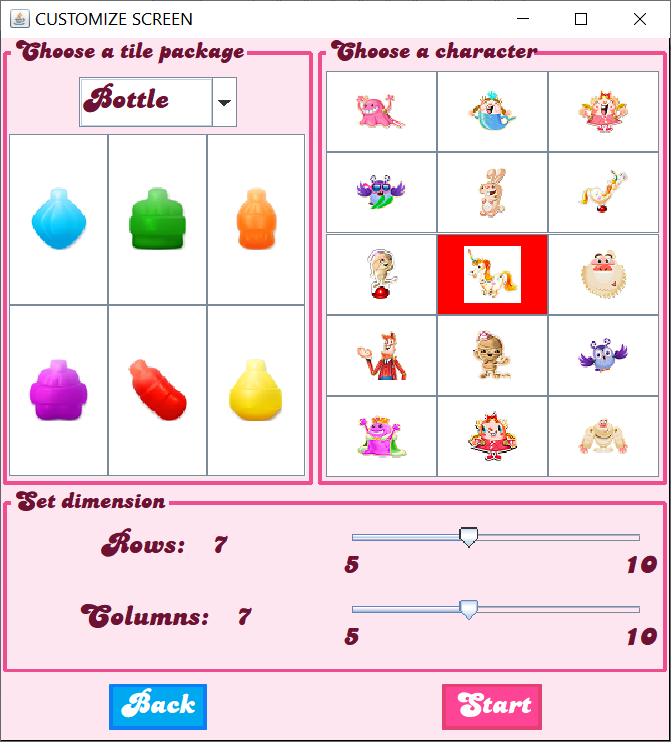 CUSTOMIZE SCREEN
Choose a tile package
Choose a character
Bottle
Set dimension
Rows: 7
5 10
Columns: 7
5 10
Back
Start